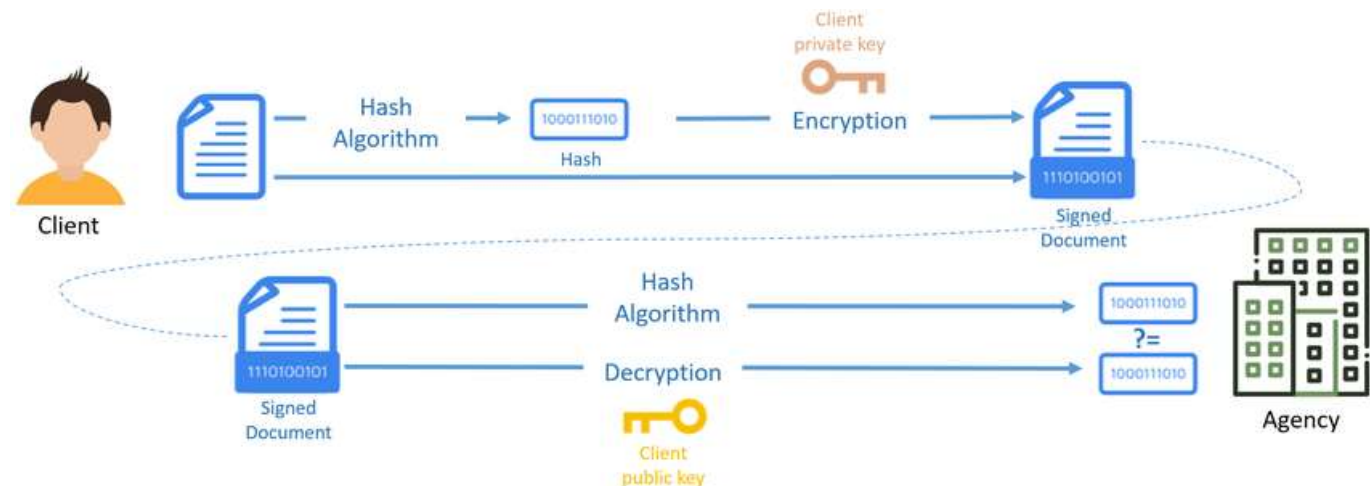 Client
private key
Hash
Algorithm
1000111010
Hash
Encryption
1110100101
Signed
Document
Client
Hash
Algorithm
1000111010
?=
1000111010
1110100101
Signed
Document
Decryption
Client
public key
Agency